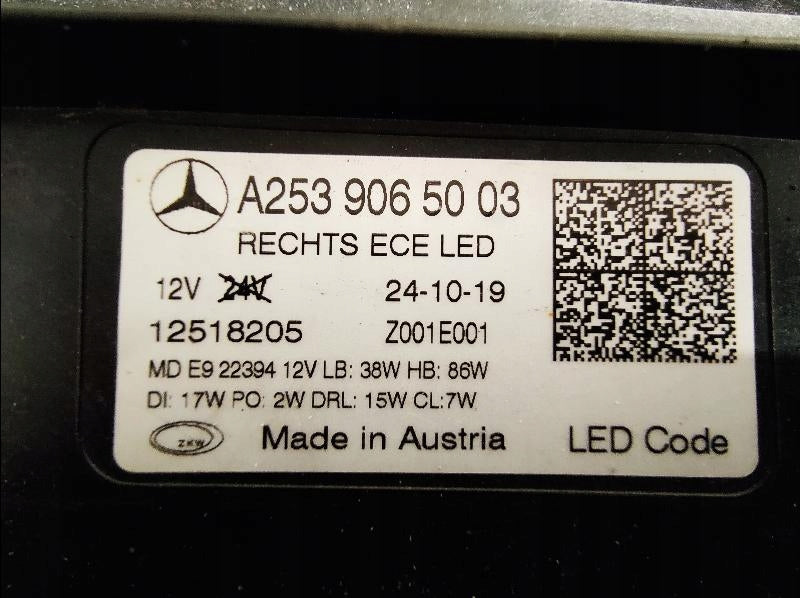 A253 906 50 03
RECHTS ECE LED
12V 24V 24-10-19
12518205 Z001E001
MD E9 22394 12V LB: 38W HB: 86W
DI: 17W PO: 2W DRL: 15W CL:7W
ZKW Made in Austria LED Code